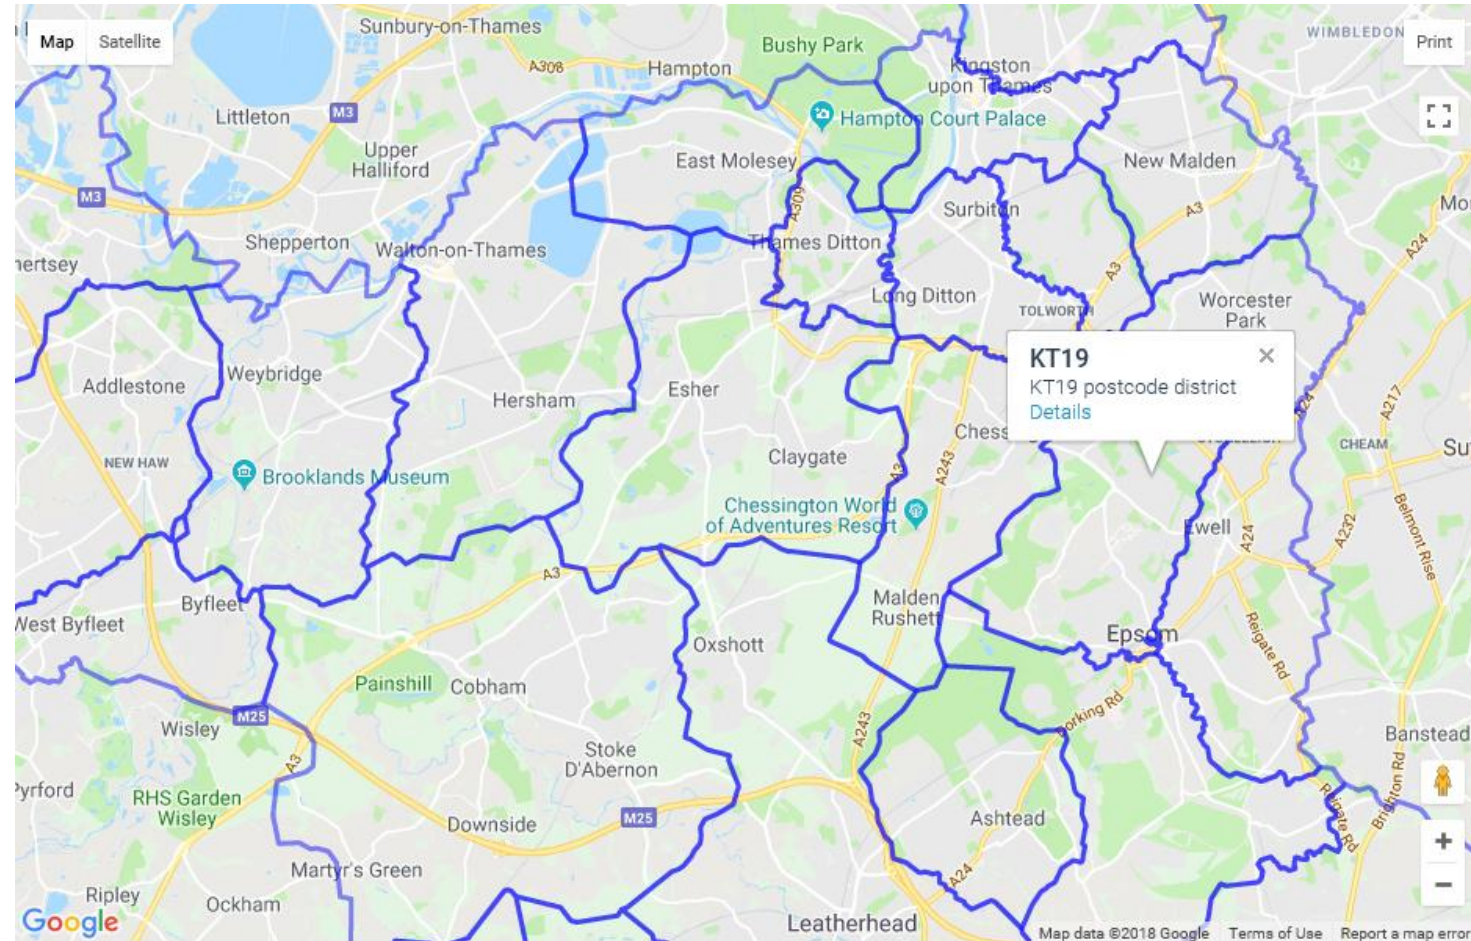 Map
Satellite
Sunbury-on-Thames
WIMBLEDON
Print
Bushy Park
A308
Hampton
Kingston
upon Thames
Littleton
M3
Hampton Court Palace
Upper
Halliford
East Molesey
New Malden
M3
A309
Surbiton
A3
Shepperton
Walton-on-Thames
Thames Ditton
A24
A3
Long Ditton
TOLWORTH
Worcester
Park
KT19
KT19 postcode district
Details
Addlestone
Weybridge
Hersham
Esher
A24
A217
Chess
CHEAM
Su
NEW HAW
Brooklands Museum
Claygate
A3
A243
Chessington World
of Adventures Resort
Ewell
A24
A232
Belmont Rise
A3
Byfleet
West Byfleet
Malden
Rushett
Epsom
Reigate Rd
Oxshott
Painshill
Cobham
M25
Wisley
A243
Dorking Rd
Banstead
Stoke
D'Abernon
A3
Pyrford
RHS Garden
Wisley
Downside
M25
Ashtead
Reigate Rd
Brighton Rd
Martyr's Green
A24
Ripley
Ockham
Leatherhead
Google
Map data ©2018 Google
Terms of Use
Report a map error